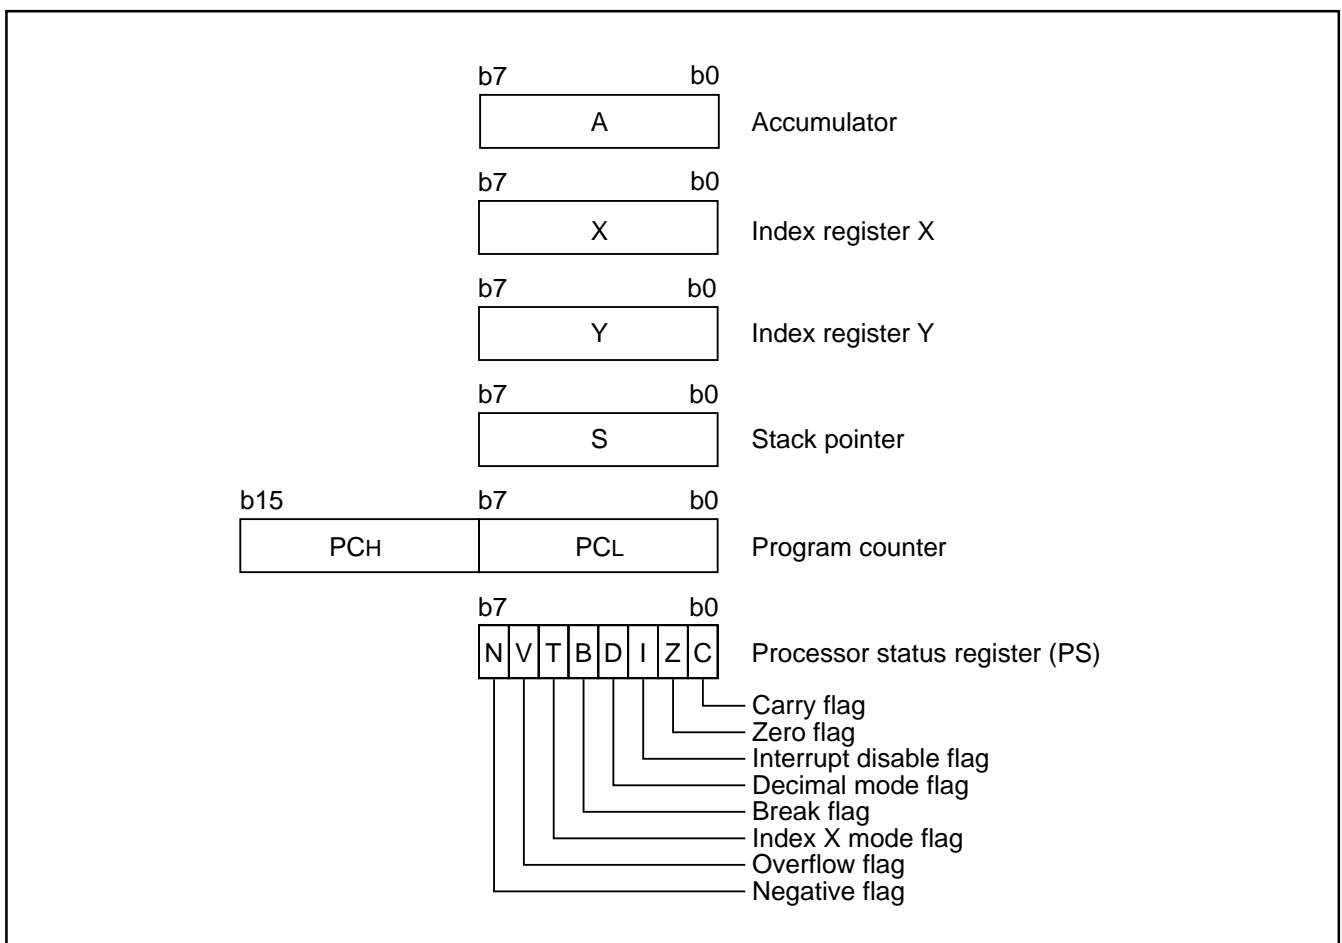 b7 b0
A Accumulator
b7 b0
X Index register X
b7 b0
Y Index register Y
b7 b0
S Stack pointer
b15 b7 b0
PCH PCL Program counter
b7 b0
N V T B D I Z C Processor status register (PS)
Carry flag
Zero flag
Interrupt disable flag
Decimal mode flag
Break flag
Index X mode flag
Overflow flag
Negative flag